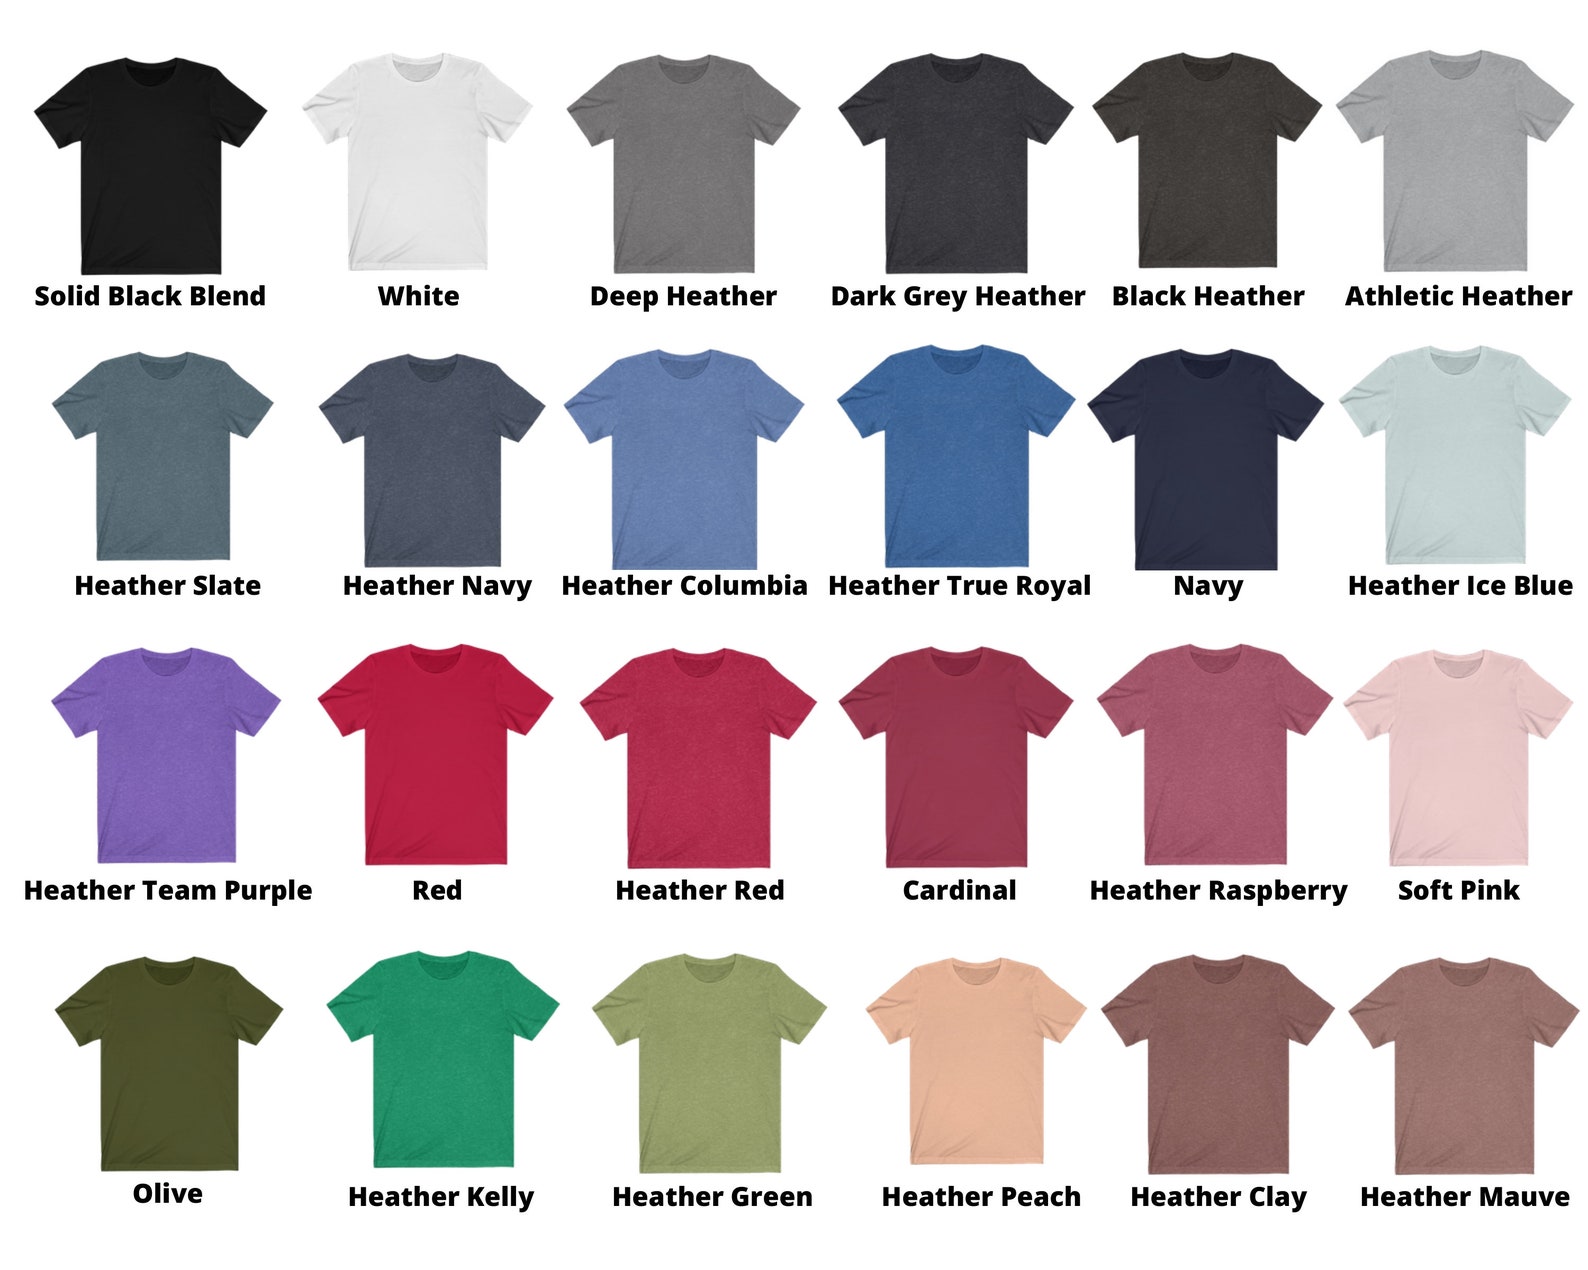 Solid Black Blend
White
Deep Heather
Dark Grey Heather
Black Heather
Athletic Heather
Heather Slate
Heather Navy
Heather Columbia
Heather True Royal
Navy
Heather Ice Blue
Heather Team Purple
Red
Heather Red
Cardinal
Heather Raspberry
Soft Pink
Olive
Heather Kelly
Heather Green
Heather Peach
Heather Clay
Heather Mauve